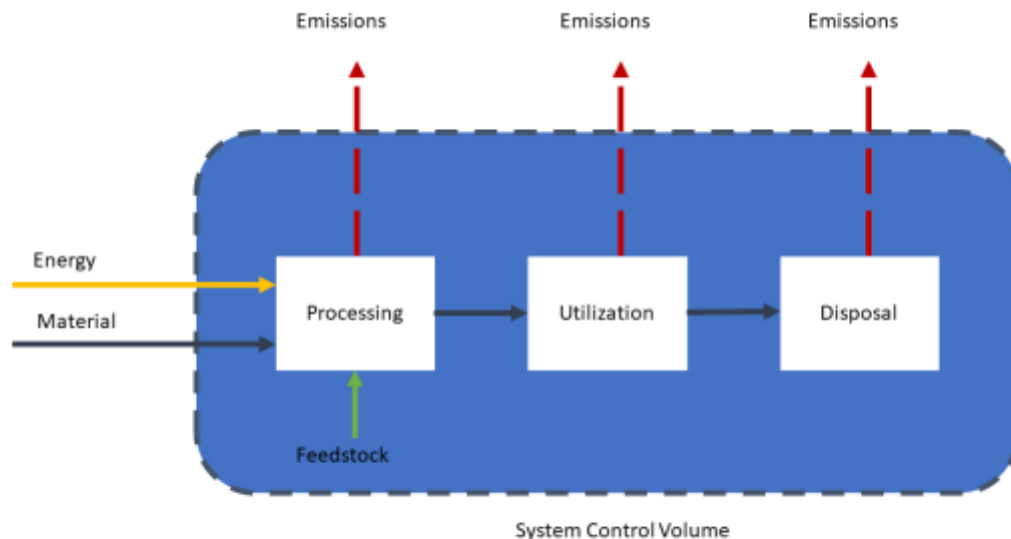 Emissions
Emissions
Emissions
Energy
Material
Processing
Utilization
Disposal
Feedstock
System Control Volume